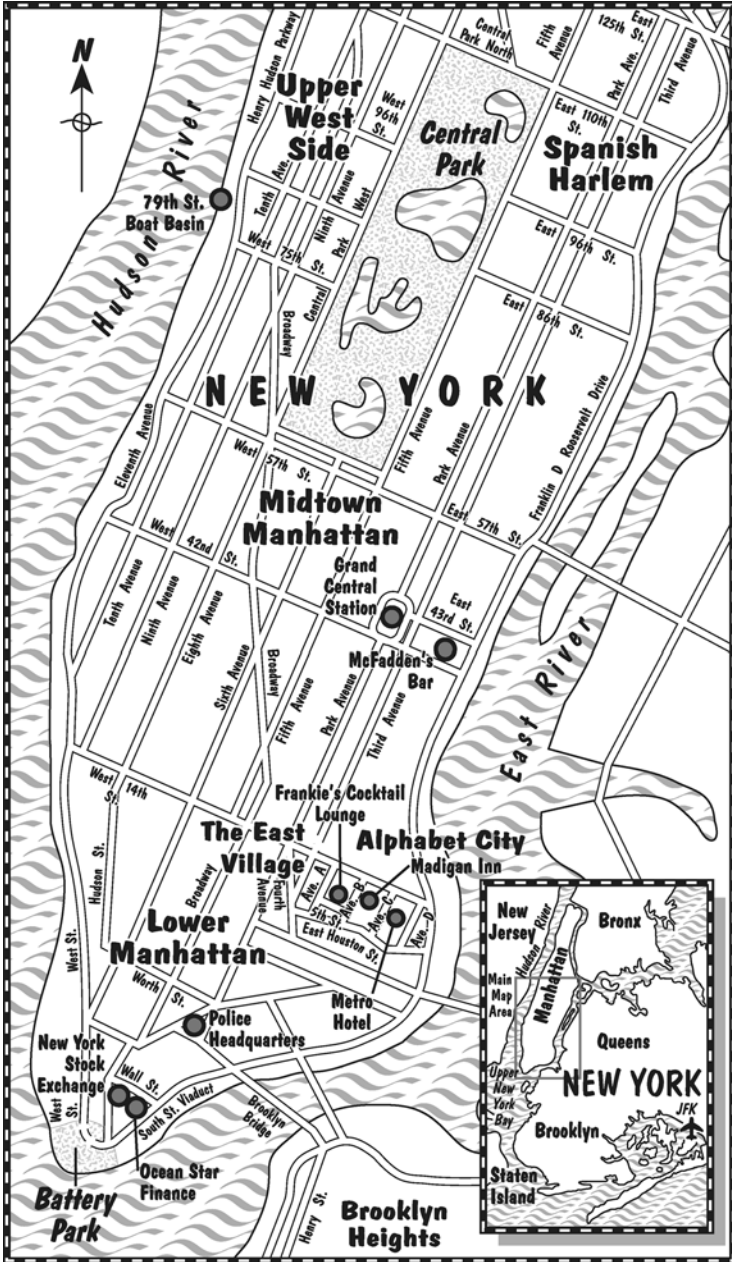 N
Hudson River
79th St.
Boat Basin
Henry Hudson Parkway
Upper
West
Side
West
96th
St.
Central
Park North
Fifth
Avenue
East
125th
St.
Park Ave.
Third Avenue
Central
Park
East 110th
St.
Spanish
Harlem
Tenth Ave.
Ninth Avenue
Central Park West
West 75th St.
Broadway
East 96th
St.
East 86th
St.
NEW YORK
Eleventh Avenue
Fifth Avenue
Park Avenue
Franklin D Roosevelt Drive
West 57th St.
East 57th St.
Midtown
Manhattan
West 42nd St.
Grand
Central
Station
East
43rd St.
McFadden's
Bar
Tenth Avenue
Ninth Avenue
Eighth Avenue
Sixth Avenue
Broadway
Fifth Avenue
Park Avenue
Third Avenue
East River
West 14th
St.
Frankie's Cocktail
Lounge
The East
Village
Alphabet City
Madigan Inn
Hudson St.
Broadway
Fourth
Avenue
Ave. A
Ave. B
Ave. C
Ave. D
5th St.
East Houston St.
Lower
Manhattan
West St.
Worth St.
Metro
Hotel
Police
Headquarters
New York
Stock
Exchange
Wall St.
West St.
South St. Viaduct
Brooklyn Bridge
Ocean Star
Finance
Battery
Park
Henry St.
Brooklyn
Heights
New
Jersey
Hudson River
Bronx
Main
Map
Area
Manhattan
Queens
Upper
New
York
Bay
NEW YORK
JFK
Brooklyn
Staten
Island